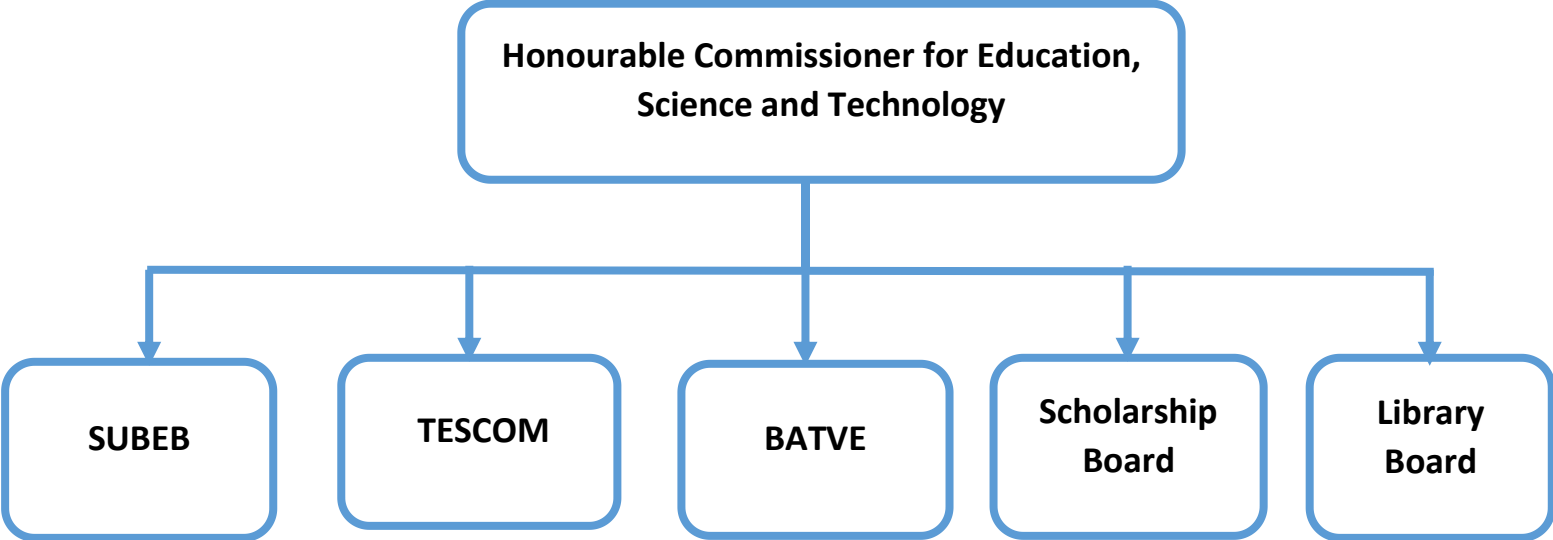 Honourable Commissioner for Education,
Science and Technology
SUBEB
TESCOM
BATVE
Scholarship
Board
Library
Board